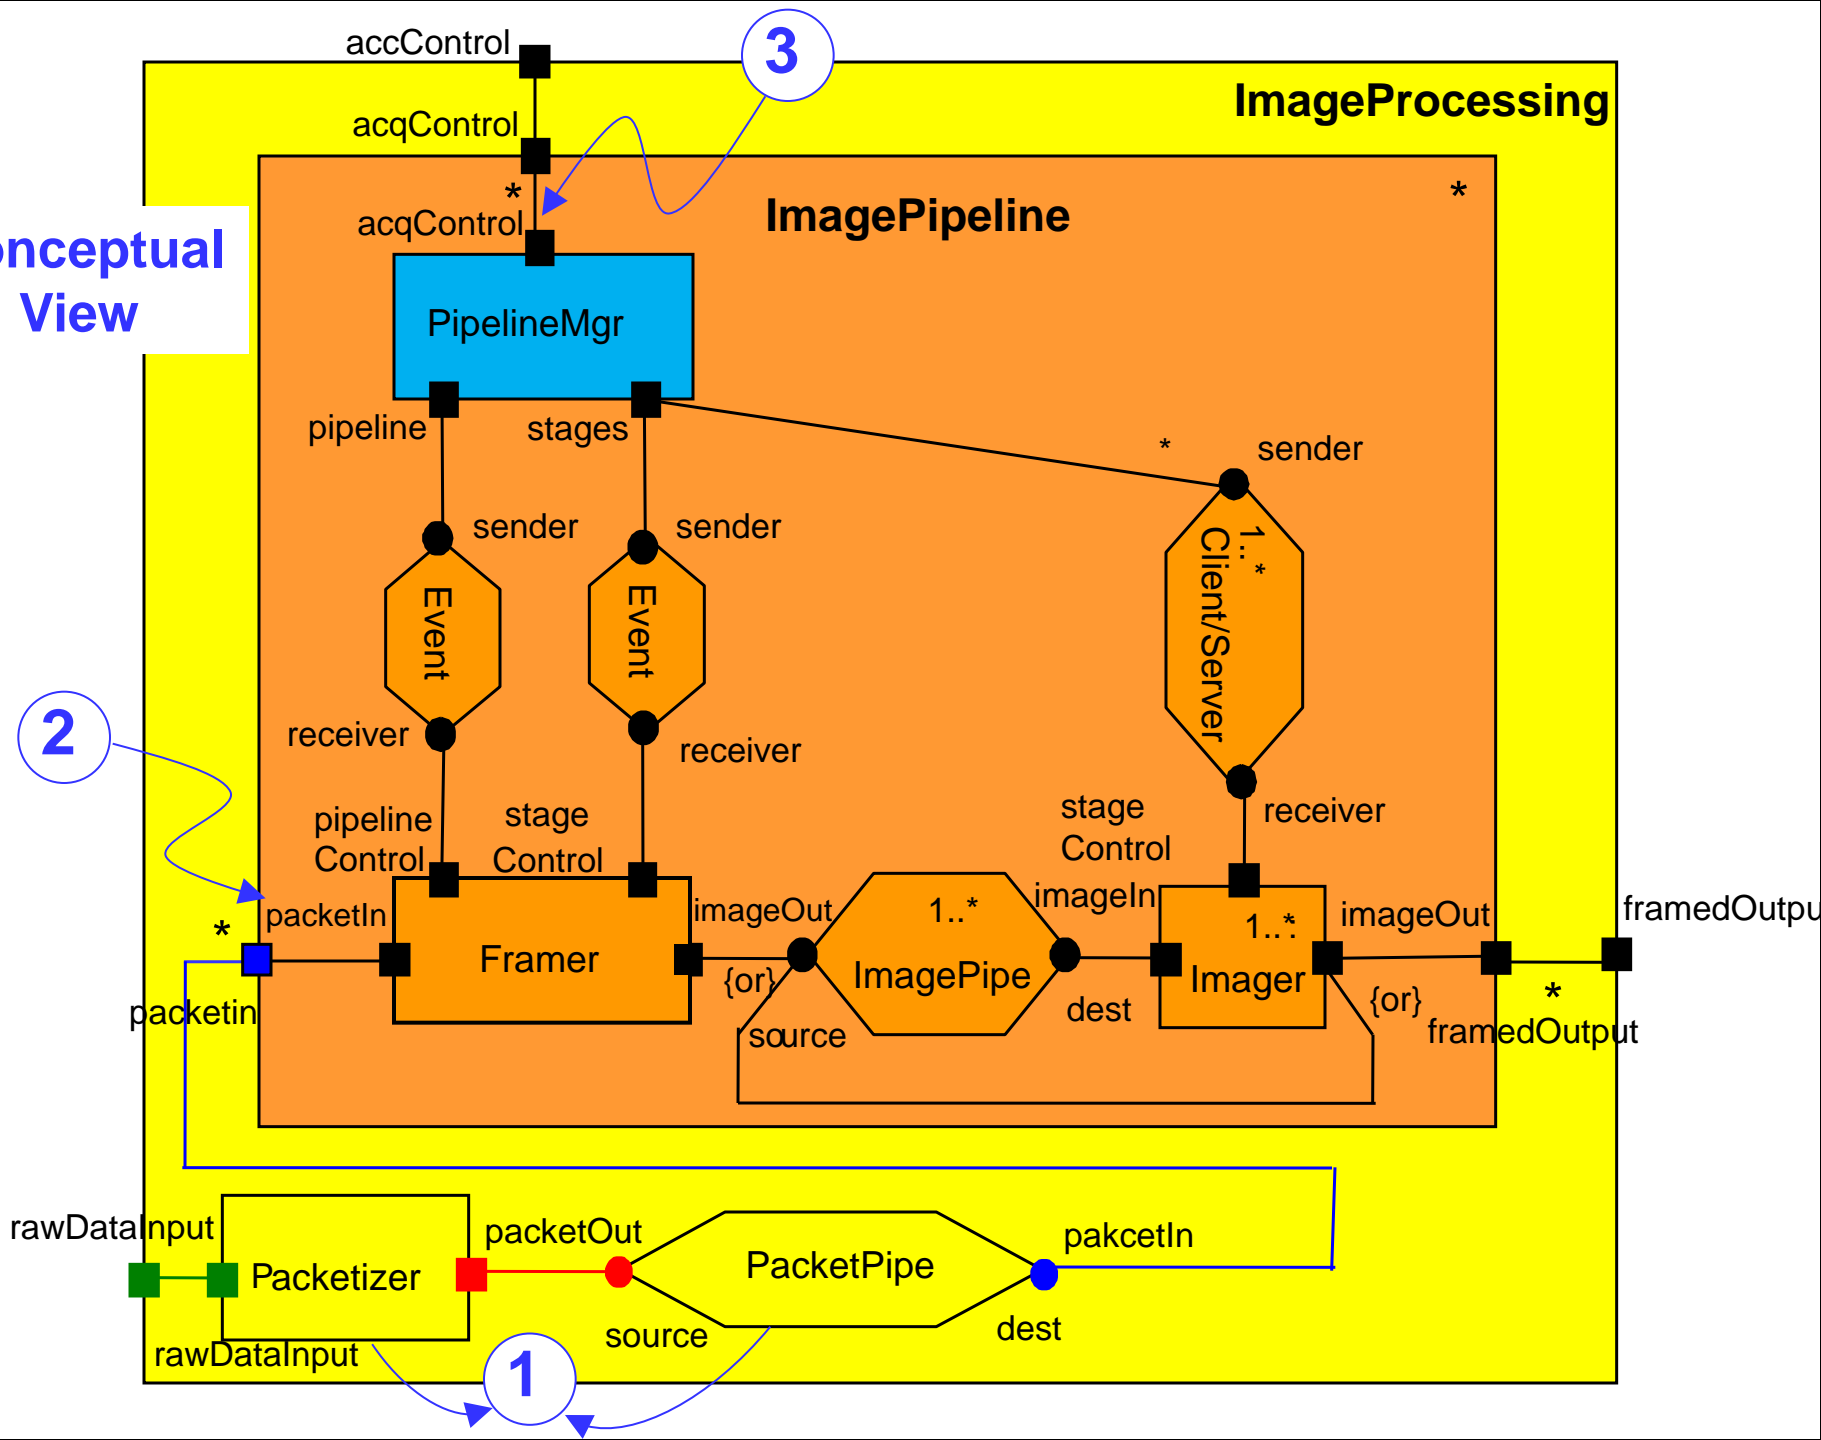 accControl
3
ImageProcessing
acqControl
*
*
acqControl
ImagePipeline
onceptual
View
PipelineMgr
pipeline
stages
*
sender
sender
sender
Event
Event
1.. *
Client/Server
2
receiver
receiver
receiver
pipeline
Control
stage
Control
stage
Control
packetIn
*
imageOut
1..*
imageIn
1..*
imageOut
framedOutpu
Framer
{or}
ImagePipe
Imager
{or}
*
packetin
source
dest
framedOutput
rawDataInput
packetOut
pakcetIn
Packetizer
PacketPipe
source
dest
rawDataInput
1